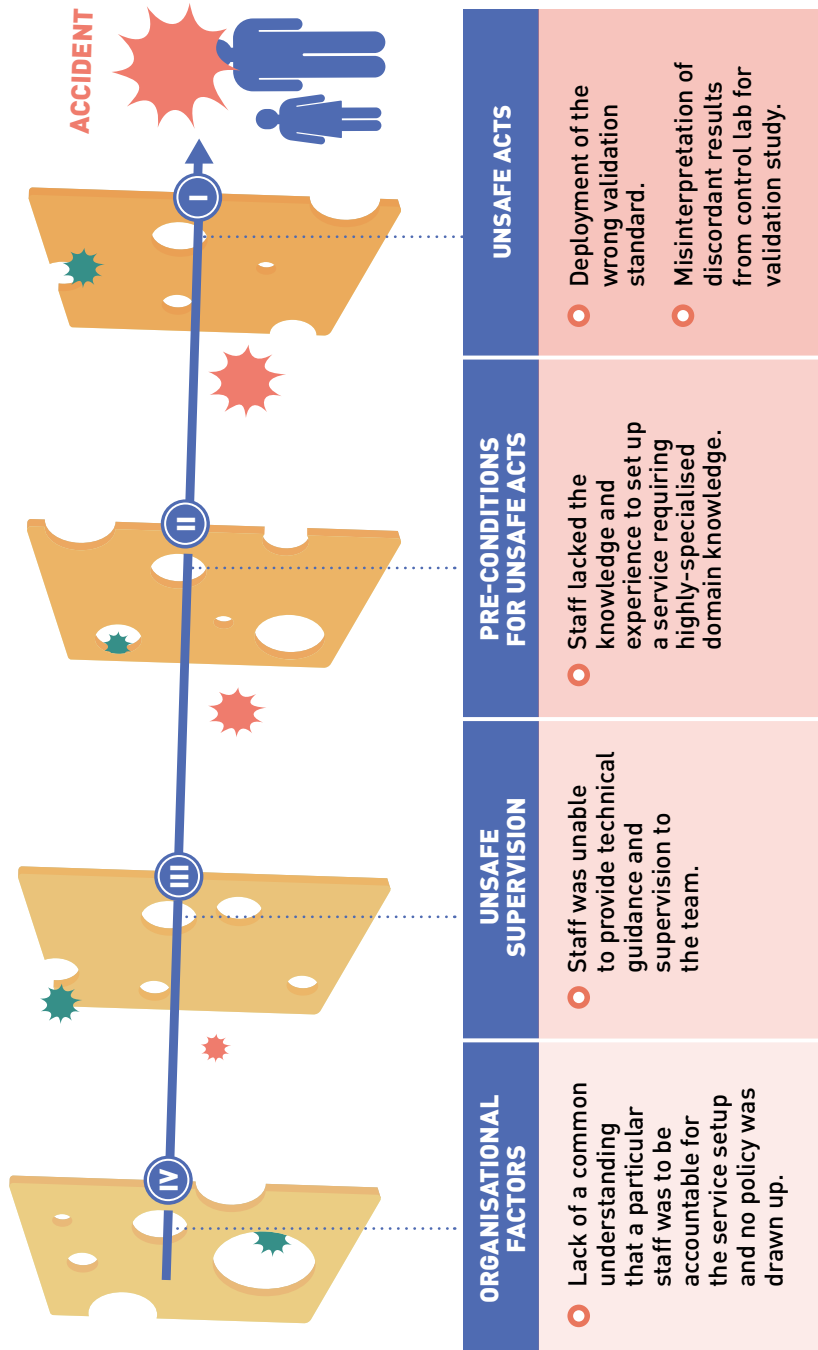 ACCIDENT
IV
III
II
I
ORGANISATIONAL
FACTORS
Lack of a common
understanding
that a particular
staff was to be
accountable for
the service setup
and no policy was
drawn up.
UNSAFE
SUPERVISION
Staff was unable
to provide technical
guidance and
supervision to
the team.
PRE-CONDITIONS
FOR UNSAFE ACTS
Staff lacked the
knowledge and
experience to set up
a service requiring
highly-specialised
domain knowledge.
UNSAFE ACTS
Deployment of the
wrong validation
standard.
Misinterpretation of
discordant results
from control lab for
validation study.